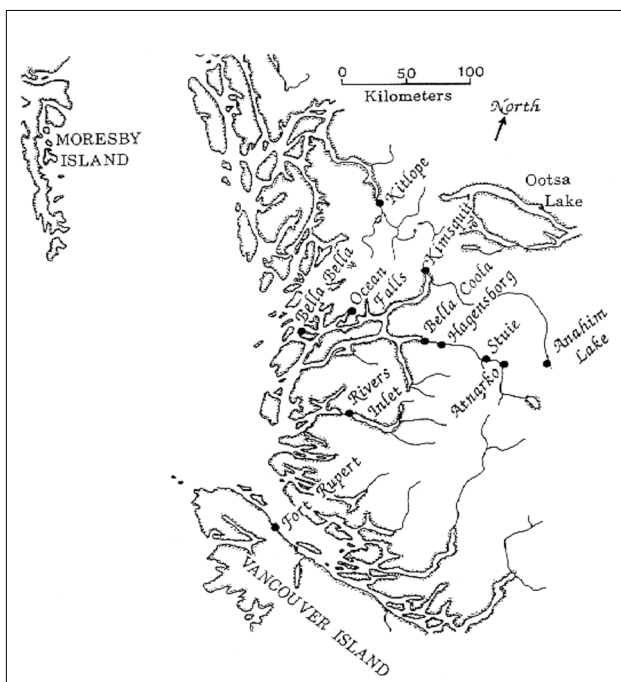 0 50 100
Kilometers
North
MORESBY
ISLAND
Ootsa
Lake
Kitlope
Kimsquit
Bella Bella
Ocean
Falls
Bella Coola
Hagensborg
Stuie
Atnarko
Anahim
Lake
Rivers
Inlet
Fort Rupert
VANCOUVER ISLAND